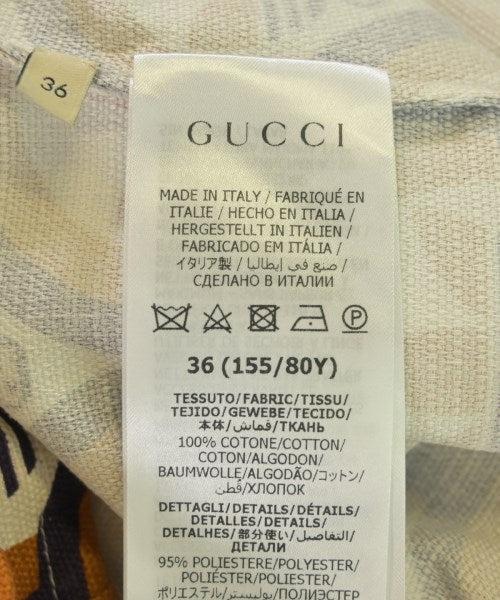 36
GUCCI
MADE IN ITALY / FABRIQUÉ EN
ITALIE / HECHO EN ITALIA /
HERGESTELLT IN ITALIEN /
FABRICADO EM ITÁLIA /
イタリア製 / صنع في إيطاليا /
СДЕЛАНО В ИТАЛИИ
P
36 (155/80Y)
TESSUTO/FABRIC/TISSU/
TEJIDO/GEWEBE/TECIDO/
本体/قماش/ТКАНЬ
100% COTONE/COTTON/
COTON/ALGODON/
BAUMWOLLE/ALGODÃO/コットン/
قطن/ХЛОПОК
DETTAGLI/DETAILS/DÉTAILS/
DETALLES/DETAILS/
DETALHES/部分使い/التفاصيل/
ДЕТАЛИ
95% POLIESTERE/POLYESTER/
POLIÉSTER/POLYESTER/
ポリエステル/بوليستر/ПОЛИЭСТЕР